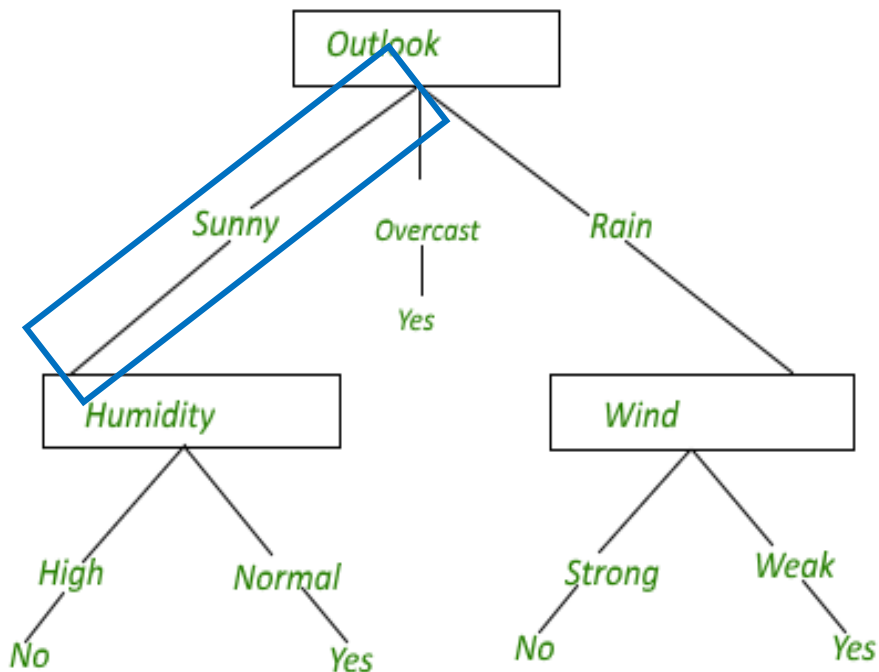 Outlook
Sunny
Overcast
Rain
Yes
Humidity
Wind
High
Normal
Strong
Weak
No
Yes
No
Yes